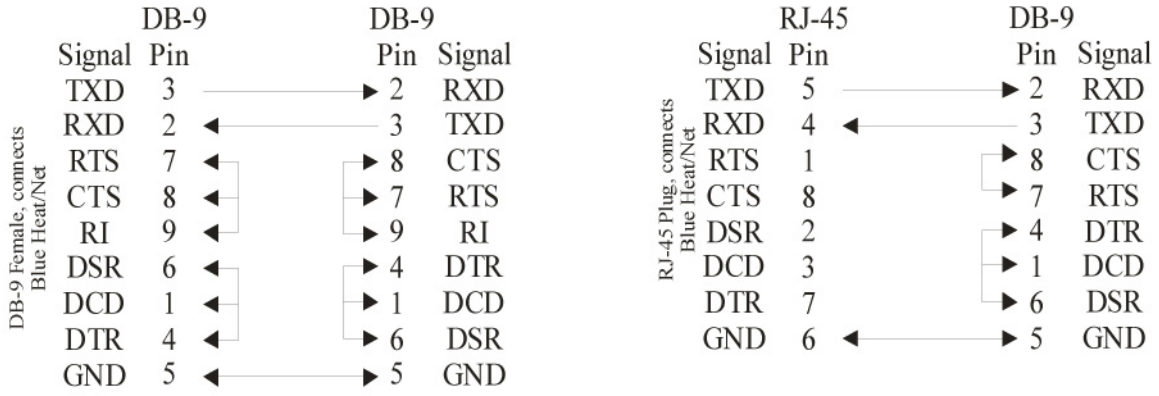 DB-9 DB-9
Signal Pin Pin Signal
TXD 3 2 RXD
RXD 2 3 TXD
RTS 7 8 CTS
CTS 8 7 RTS
RI 9 9 RI
DSR 6 4 DTR
DCD 1 1 DCD
DTR 4 6 DSR
GND 5 5 GND
DB-9 Female, connects
Blue Heat/Net
RJ-45 DB-9
Signal Pin Pin Signal
TXD 5 2 RXD
RXD 4 3 TXD
RTS 1 8 CTS
CTS 8 7 RTS
DSR 2 4 DTR
DCD 3 1 DCD
DTR 7 6 DSR
GND 6 5 GND
RJ-45 Plug, connects
Blue Heat/Net